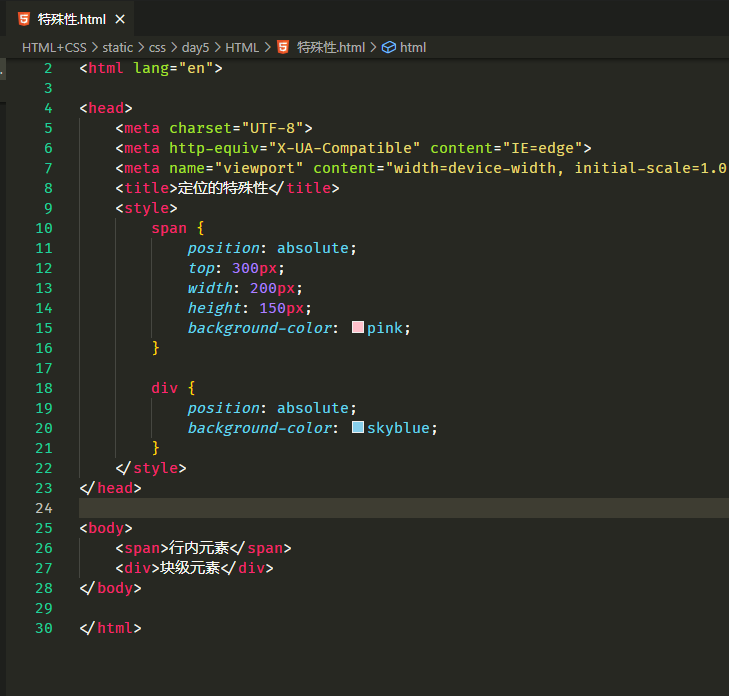 特殊性.html
HTML+CSS > static > css > day5 > HTML > 特殊性.html > html
2 <html lang="en">
3
4 <head>
5 <meta charset="UTF-8">
6 <meta http-equiv="X-UA-Compatible" content="IE=edge">
7 <meta name="viewport" content="width=device-width, initial-scale=1.0
8 <title>定位的特殊性</title>
9 <style>
10 span {
11 position: absolute;
12 top: 300px;
13 width: 200px;
14 height: 150px;
15 background-color: pink;
16 }
17
18 div {
19 position: absolute;
20 background-color: skyblue;
21 }
22 </style>
23 </head>
24
25 <body>
26 <span>行内元素</span>
27 <div>块级元素</div>
28 </body>
29
30 </html>